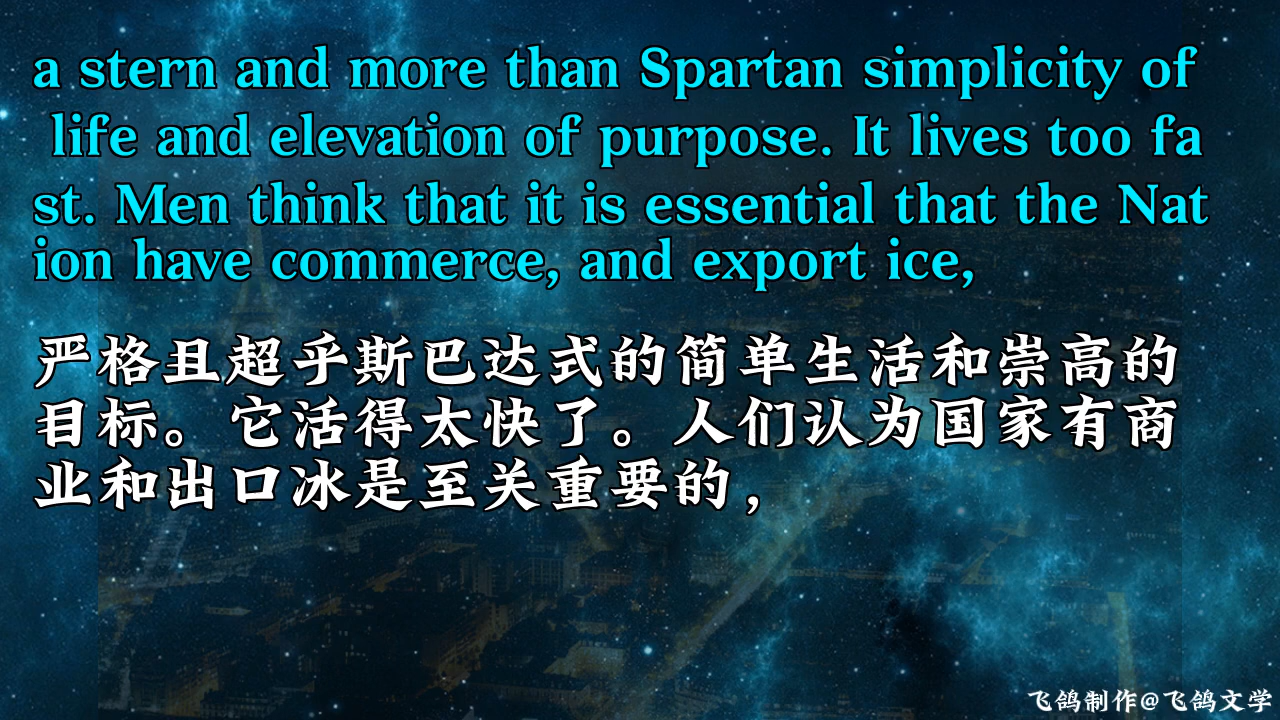 a stern and more than Spartan simplicity of
life and elevation of purpose. It lives too fa
st. Men think that it is essential that the Nat
ion have commerce, and export ice,
严格且超乎斯巴达式的简单生活和崇高的
目标。它活得太快了。人们认为国家有商
业和出口冰是至关重要的，
飞鸽制作@飞鸽文学